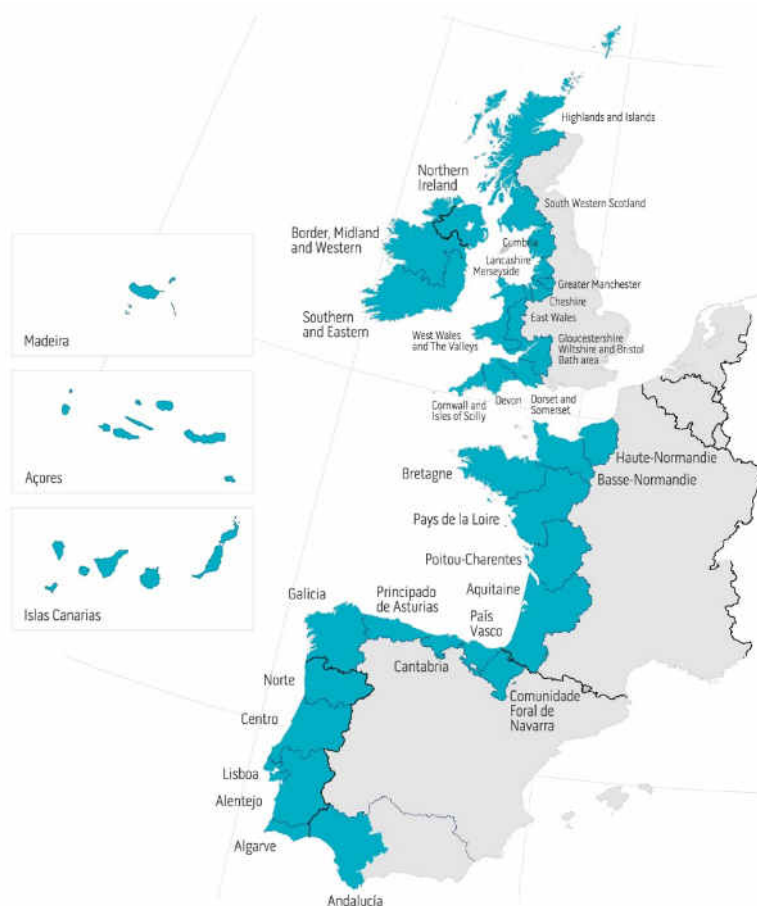 Highlands and Islands
Northern
Ireland
South Western Scotland
Border, Midland
and Western
Cumbria
Lancashire
Merseyside
Greater Manchester
Cheshire
East Wales
Southern
and Eastern
West Wales
and The Valleys
Gloucestershire
Wiltshire and Bristol
Bath area
Cornwall and
Isles of Scilly
Devon
Dorset and
Somerset
Madeira
Açores
Islas Canarias
Haute-Normandie
Basse-Normandie
Bretagne
Pays de la Loire
Poitou-Charentes
Aquitaine
País
Vasco
Principado
de Asturias
Galicia
Cantabria
Comunidade
Foral de
Navarra
Norte
Centro
Lisboa
Alentejo
Algarve
Andalucía